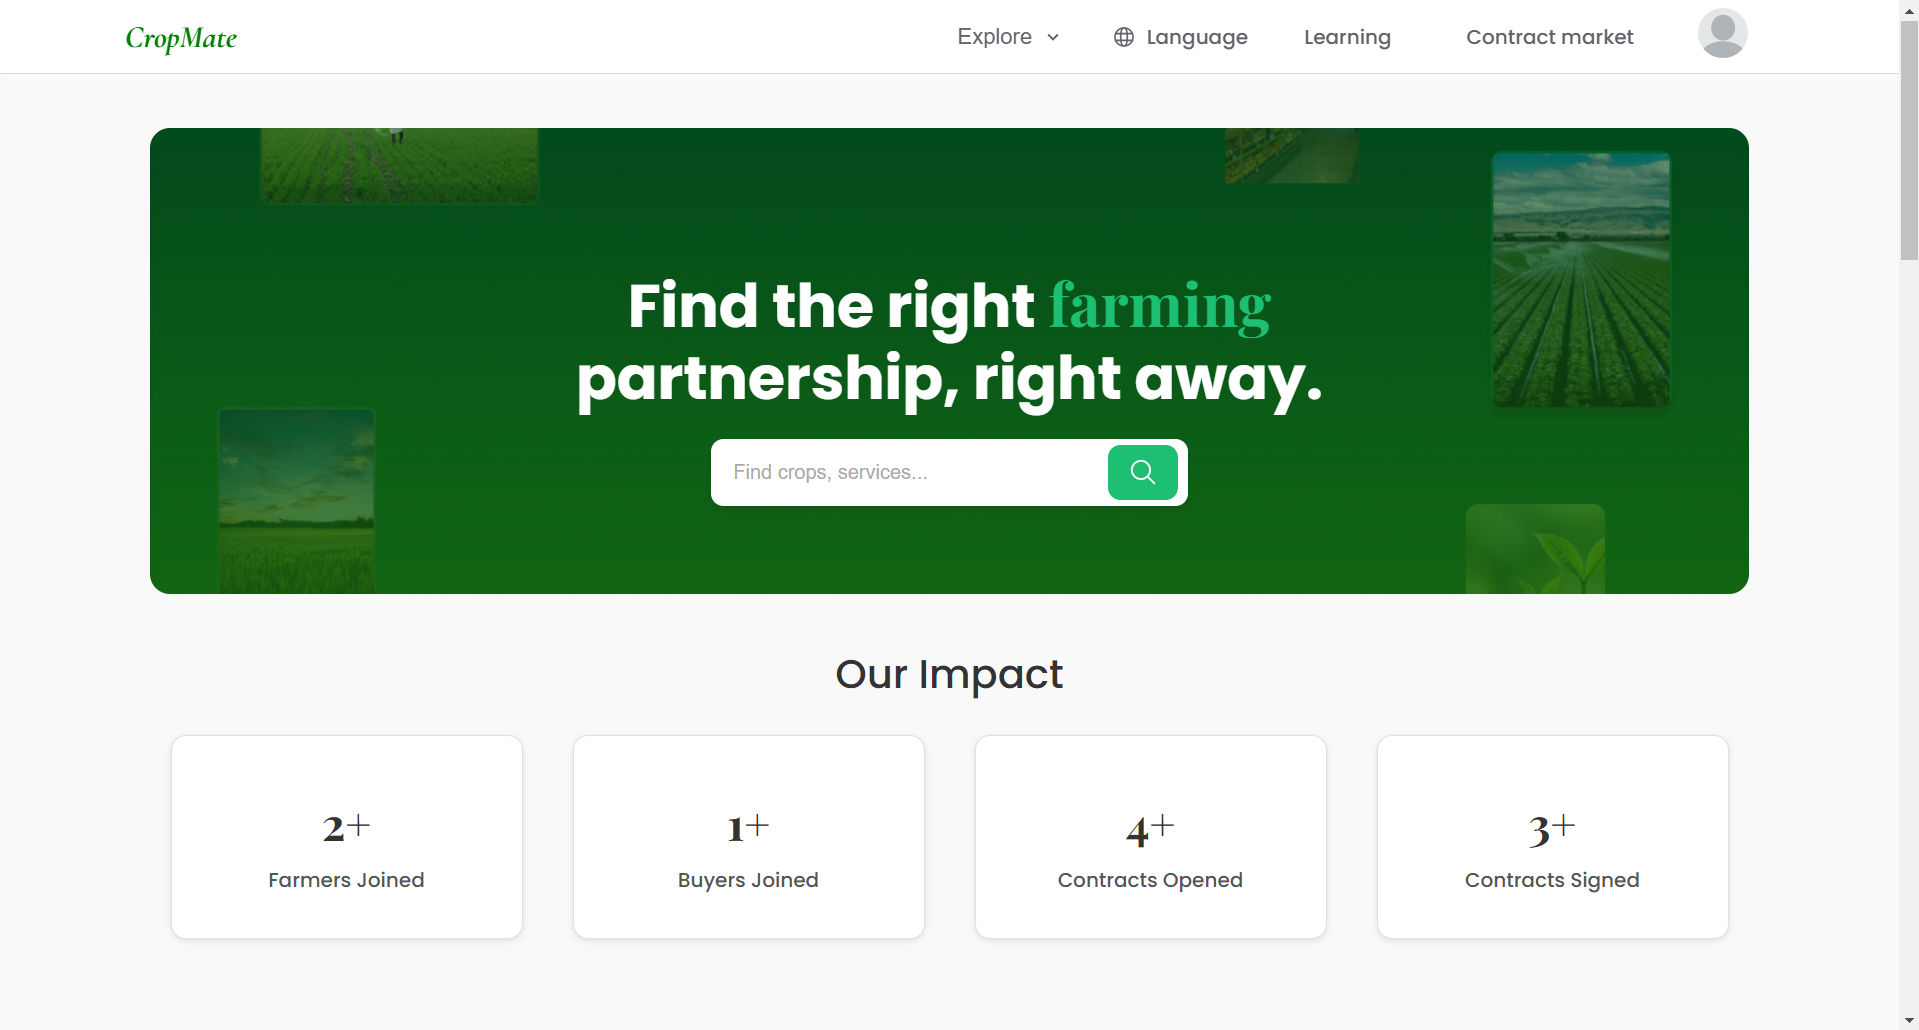 CropMate
Explore
Language
Learning
Contract market
Find the right farming
partnership, right away.
Find crops, services...
Our Impact
2+
Farmers Joined
1+
Buyers Joined
4+
Contracts Opened
3+
Contracts Signed